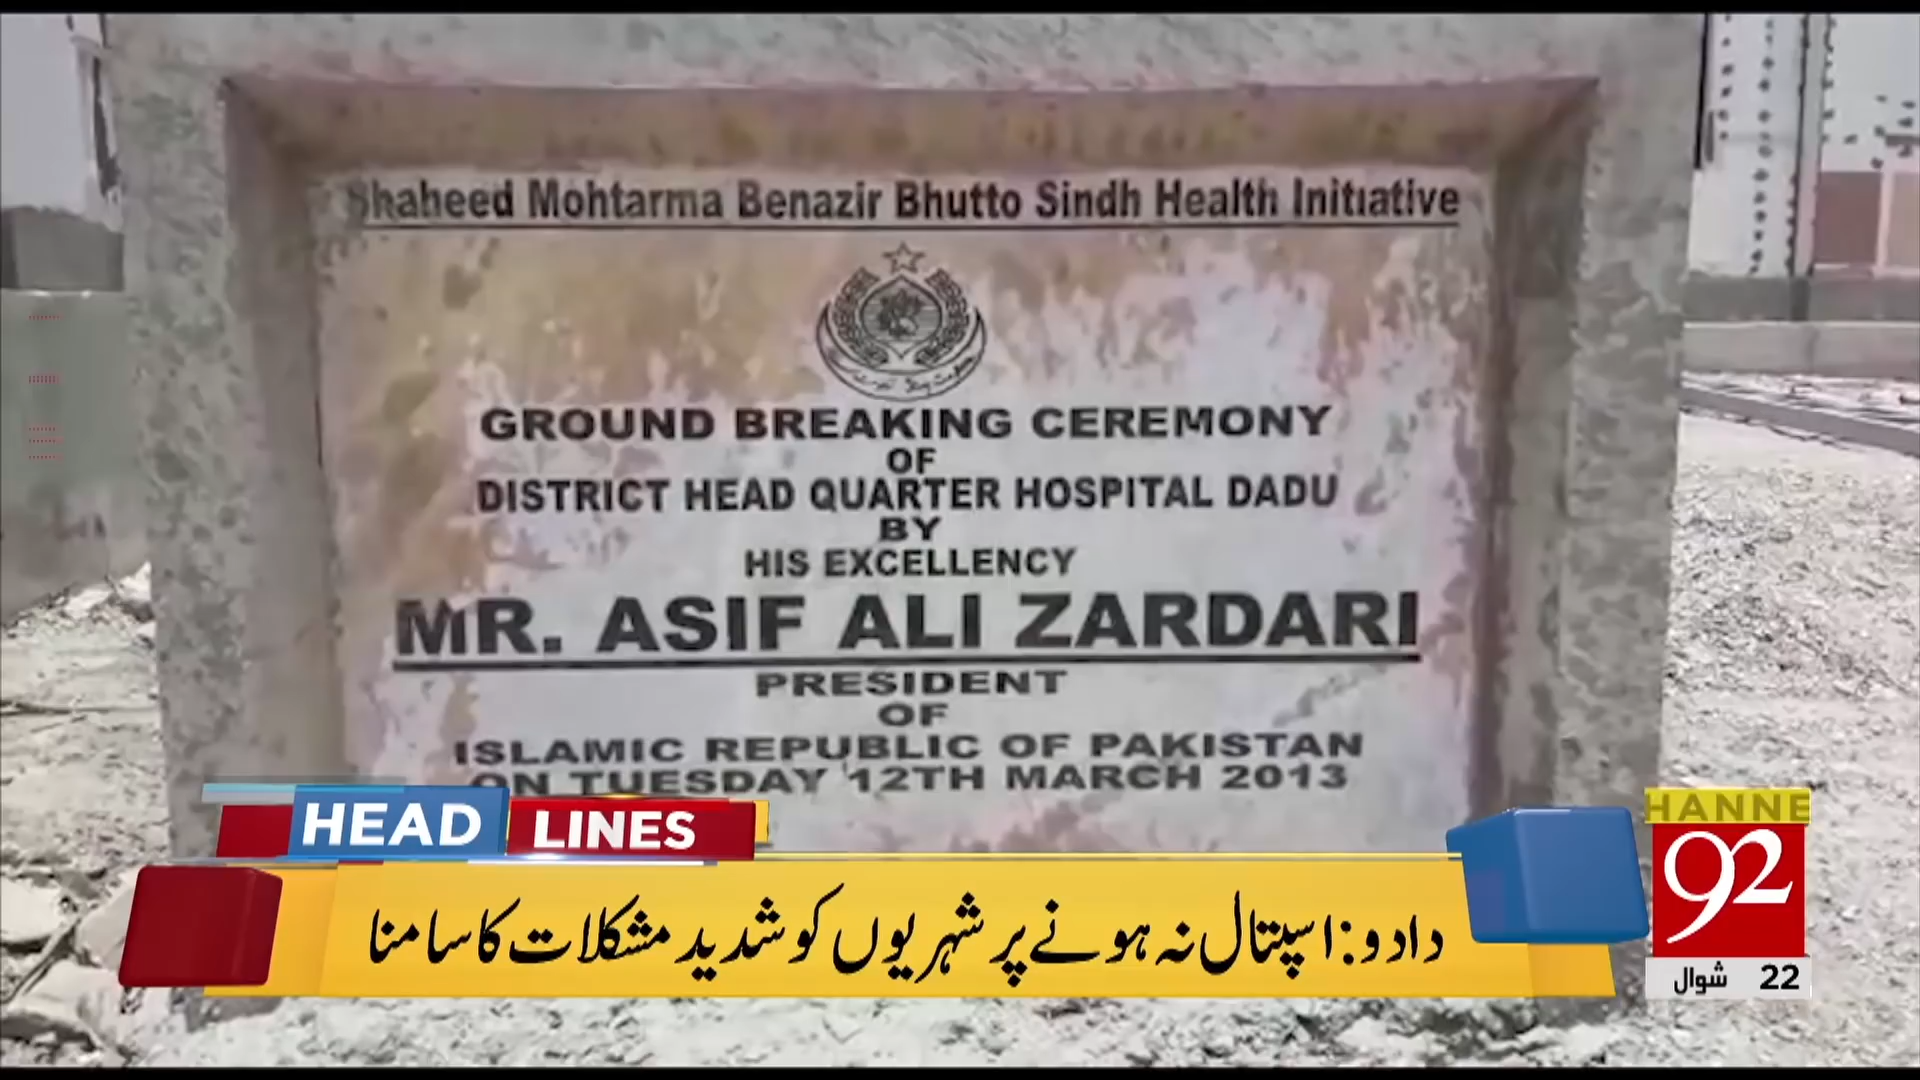 Shaheed Mohtarma Benazir Bhutto Sindh Health Initiative
GROUND BREAKING CEREMONY
OF
DISTRICT HEAD QUARTER HOSPITAL DADU
BY
HIS EXCELLENCY
MR. ASIF ALI ZARDARI
PRESIDENT
OF
ISLAMIC REPUBLIC OF PAKISTAN
ON TUESDAY 12TH MARCH 2013
HEAD LINES
دادو: اسپتال نہ ہونے پر شہریوں کو شدید مشکلات کا سامنا
HANNE
92
22 شوال